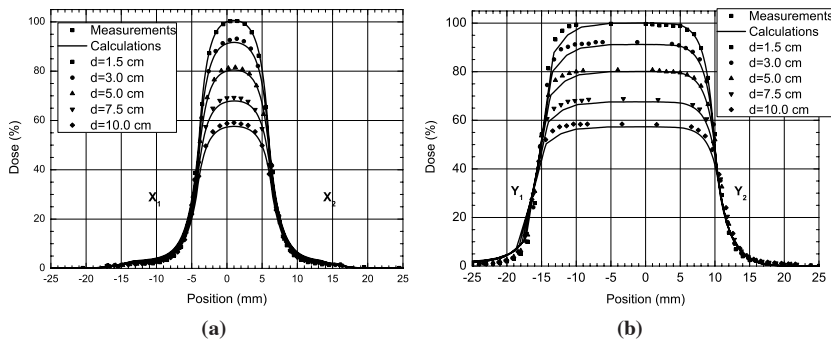 100
80
60
40
20
0
Dose (%)
Measurements
Calculations
d=1.5 cm
d=3.0 cm
d=5.0 cm
d=7.5 cm
d=10.0 cm
X1
X2
-25 -20 -15 -10 -5 0 5 10 15 20 25
Position (mm)
(a)
100
80
60
40
20
0
Dose (%)
Measurements
Calculations
d=1.5 cm
d=3.0 cm
d=5.0 cm
d=7.5 cm
d=10.0 cm
Y1
Y2
-25 -20 -15 -10 -5 0 5 10 15 20 25
Position (mm)
(b)